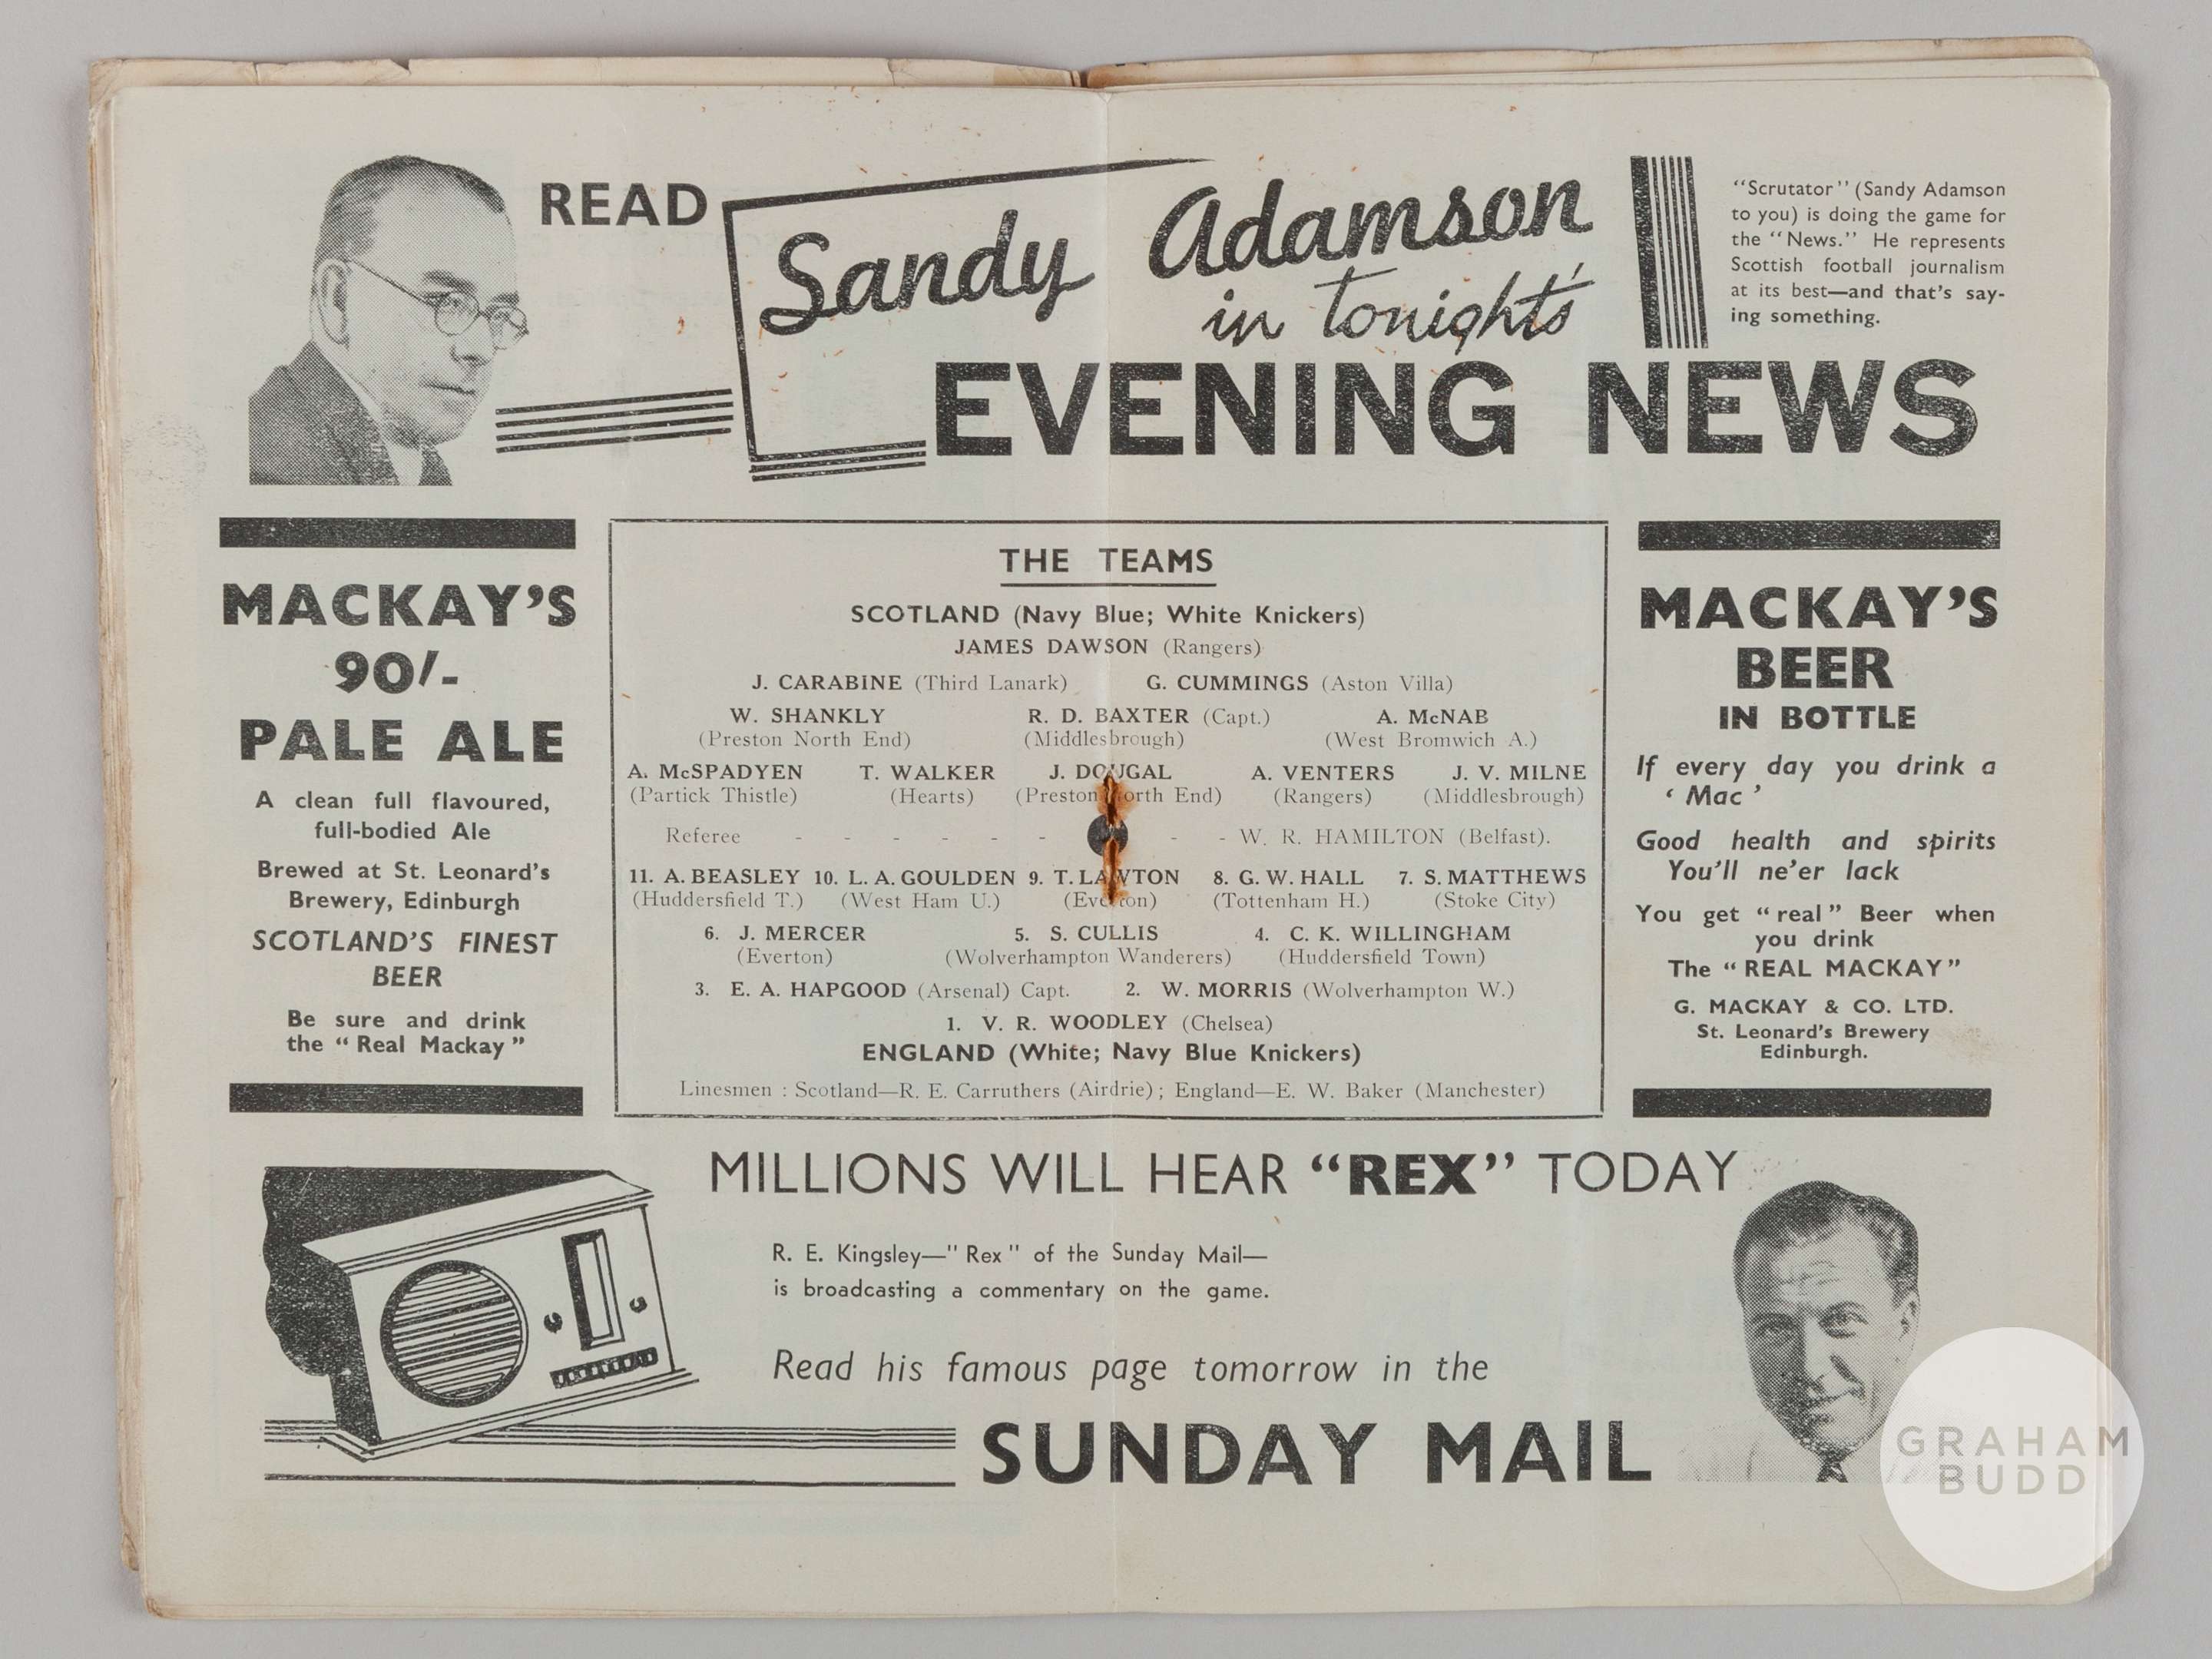 READ
Sandy Adamson
in tonight's
EVENING NEWS
"Scrutator" (Sandy Adamson
to you) is doing the game for
the "News." He represents
Scottish football journalism
at its best—and that's say-
ing something.
MACKAY'S
90/-
PALE ALE
A clean full flavoured,
full-bodied Ale
Brewed at St. Leonard's
Brewery, Edinburgh
SCOTLAND'S FINEST
BEER
Be sure and drink
the "Real Mackay"
THE TEAMS
SCOTLAND (Navy Blue; White Knickers)
JAMES DAWSON (Rangers)
J. CARABINE (Third Lanark) G. CUMMINGS (Aston Villa)
W. SHANKLY R. D. BAXTER (Capt.) A. McNAB
(Preston North End) (Middlesbrough) (West Bromwich A.)
A. McSPADYEN T. WALKER J. DOUGAL A. VENTERS J. V. MILNE
(Partick Thistle) (Hearts) (Preston North End) (Rangers) (Middlesbrough)
Referee - - - - - - - - W. R. HAMILTON (Belfast).
11. A. BEASLEY 10. L. A. GOULDEN 9. T. LAWTON 8. G. W. HALL 7. S. MATTHEWS
(Huddersfield T.) (West Ham U.) (Everton) (Tottenham H.) (Stoke City)
6. J. MERCER 5. S. CULLIS 4. C. K. WILLINGHAM
(Everton) (Wolverhampton Wanderers) (Huddersfield Town)
3. E. A. HAPGOOD (Arsenal) Capt. 2. W. MORRIS (Wolverhampton W.)
1. V. R. WOODLEY (Chelsea)
ENGLAND (White; Navy Blue Knickers)
Linesmen : Scotland—R. E. Carruthers (Airdrie) ; England—E. W. Baker (Manchester)
MACKAY'S
BEER
IN BOTTLE
If every day you drink a
'Mac'
Good health and spirits
You'll ne'er lack
You get "real" Beer when
you drink
The "REAL MACKAY"
G. MACKAY & CO. LTD.
St. Leonard's Brewery
Edinburgh.
MILLIONS WILL HEAR "REX" TODAY
R. E. Kingsley—"Rex" of the Sunday Mail—
is broadcasting a commentary on the game.
Read his famous page tomorrow in the
SUNDAY MAIL
GRAHAM
BUDD